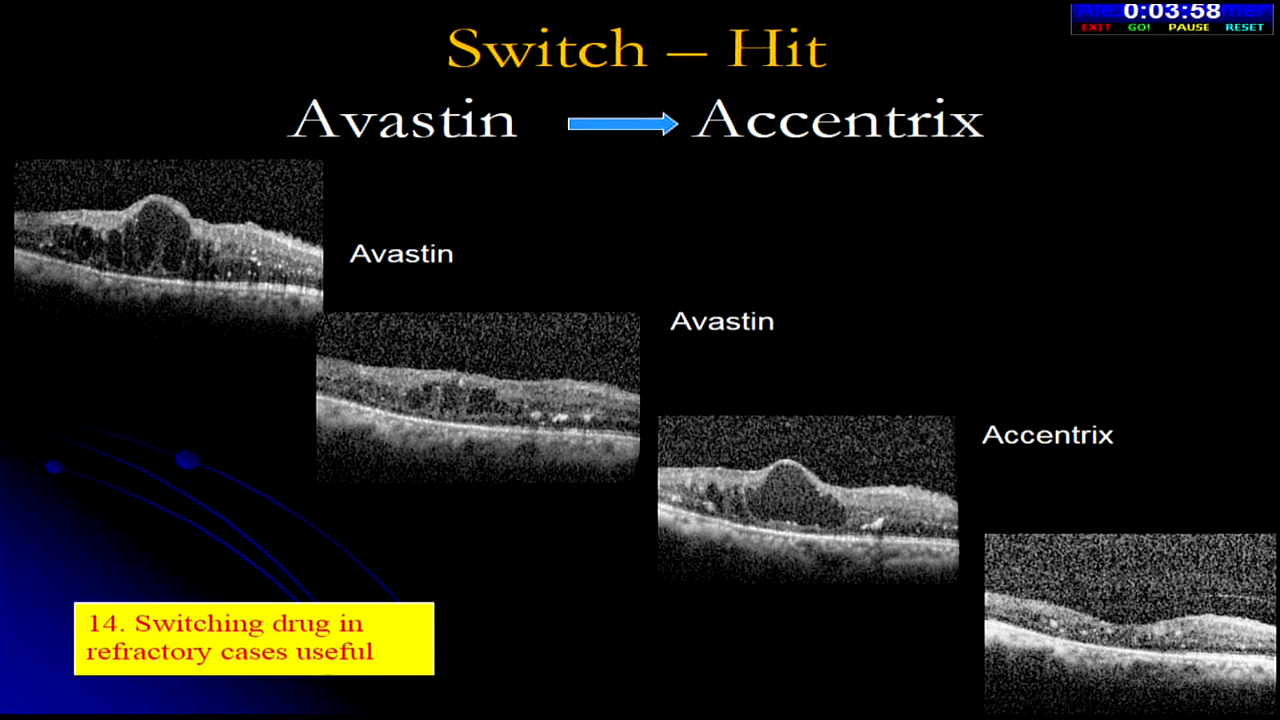 0:03:58
EXIT GO! PAUSE RESET
Switch – Hit
Avastin Accentrix
Avastin
Avastin
Accentrix
14. Switching drug in
refractory cases useful